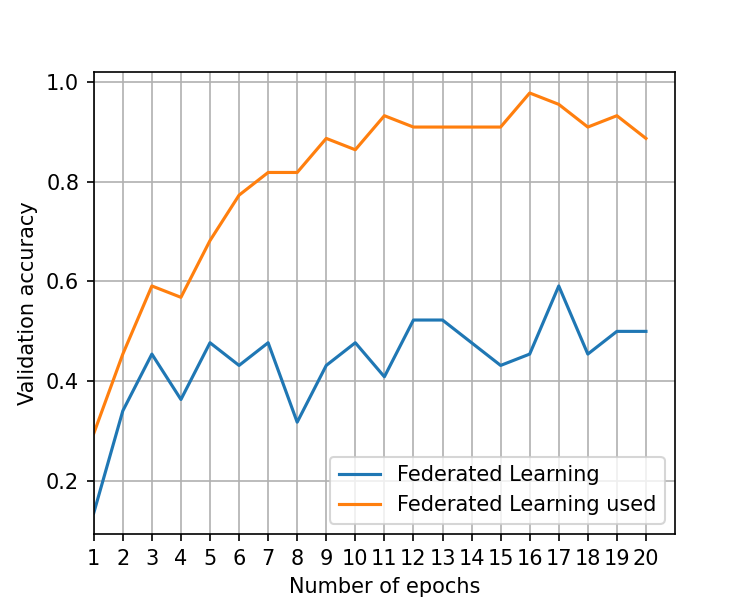 1.0
0.8
0.6
0.4
0.2
Validation accuracy
Federated Learning
Federated Learning used
1 2 3 4 5 6 7 8 9 10 11 12 13 14 15 16 17 18 19 20
Number of epochs